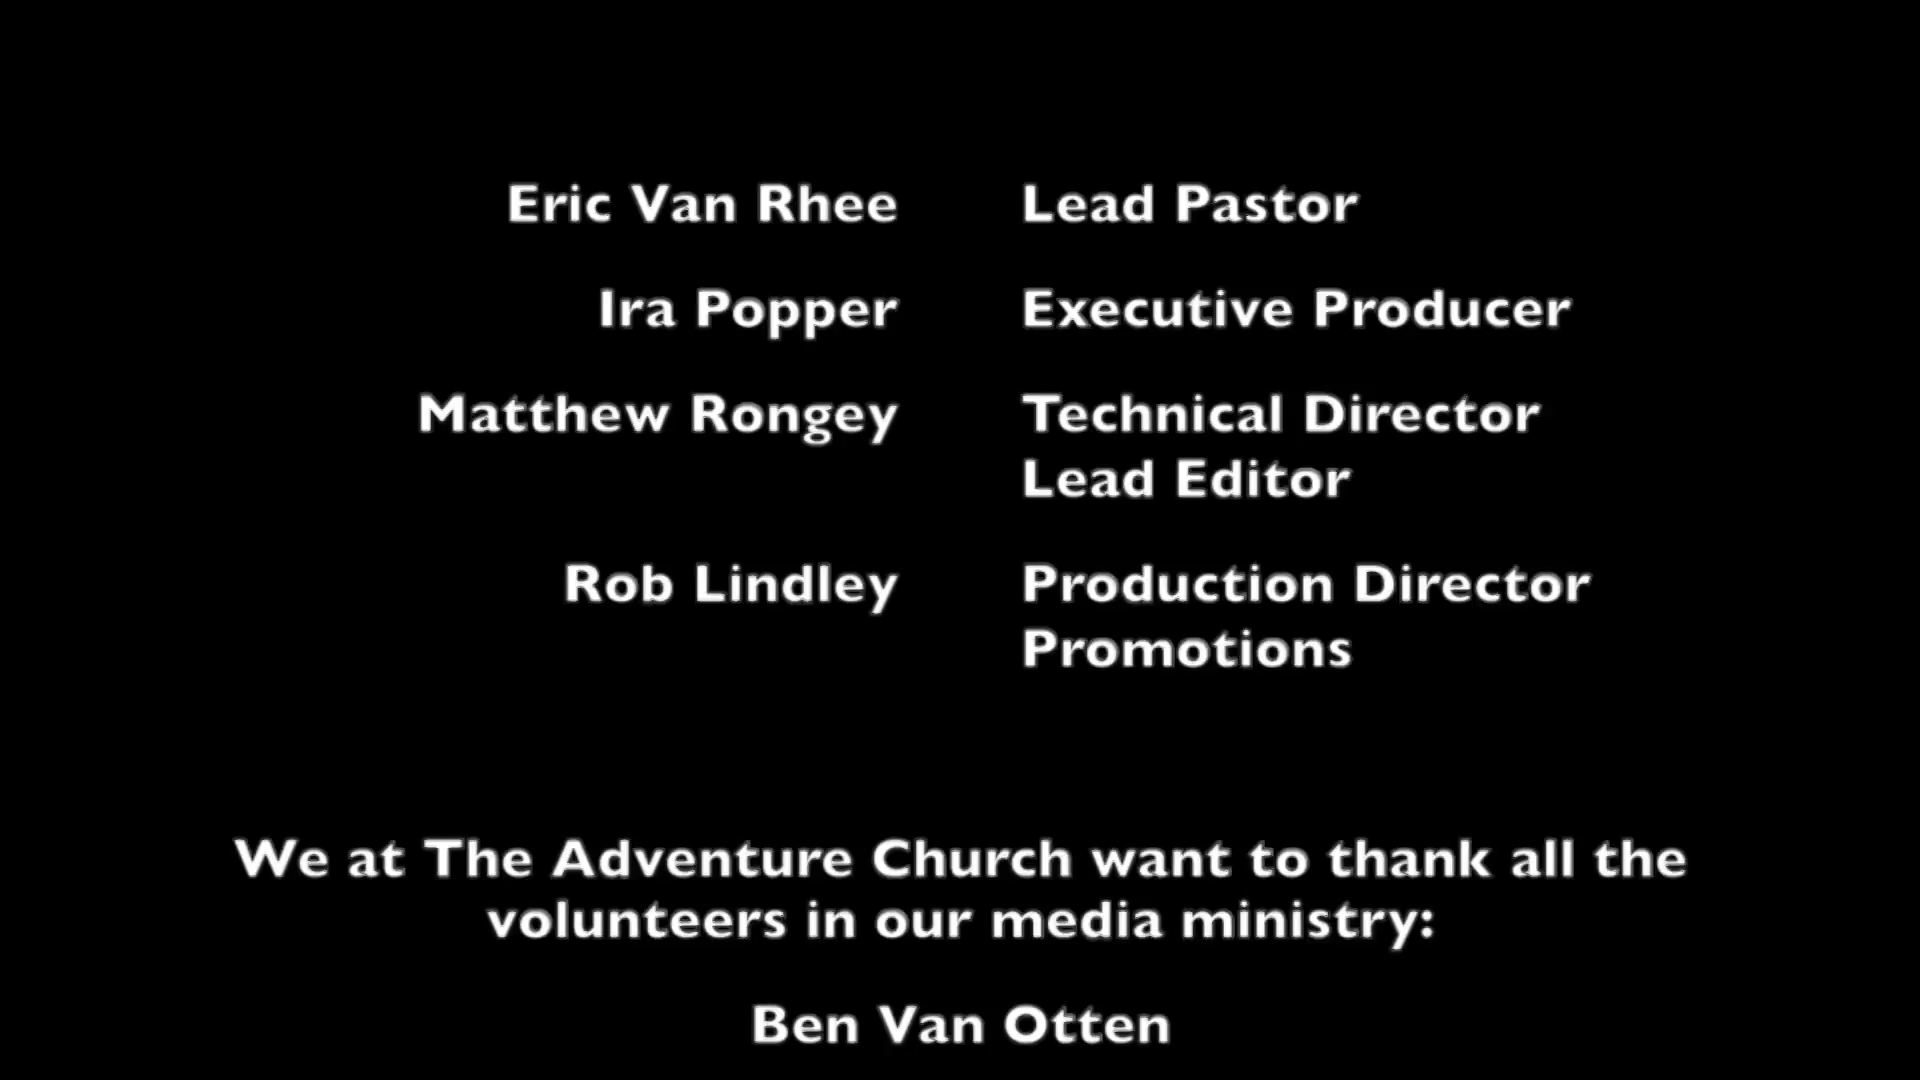 Eric Van Rhee Lead Pastor
Ira Popper Executive Producer
Matthew Rongey Technical Director
Lead Editor
Rob Lindley Production Director
Promotions
We at The Adventure Church want to thank all the
volunteers in our media ministry:
Ben Van Otten